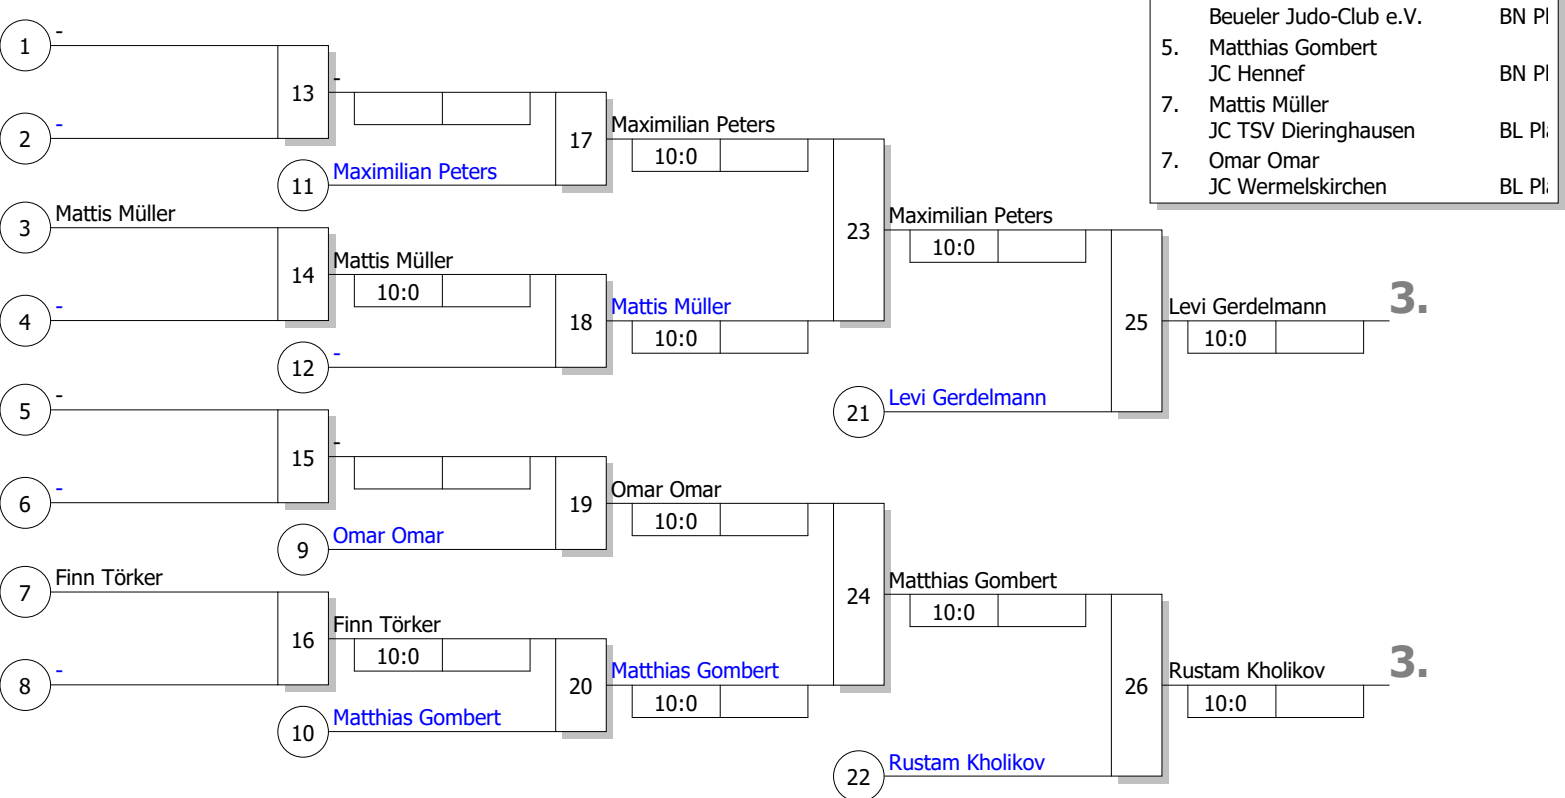 Beueler Judo-Club e.V. BN
5. Matthias Gombert
JC Hennef BN
7. Mattis Müller
JC TSV Dieringhausen BL
7. Omar Omar
JC Wermelskirchen BL
1 -
2 -
13 -
11 Maximilian Peters
17 Maximilian Peters
10:0
3 Mattis Müller
4 -
14 Mattis Müller
10:0
12 -
18 Mattis Müller
10:0
23 Maximilian Peters
10:0
21 Levi Gerdelmann
25 Levi Gerdelmann 3.
10:0
5 -
6 -
15 -
9 Omar Omar
19 Omar Omar
10:0
7 Finn Törker
8 -
16 Finn Törker
10:0
10 Matthias Gombert
20 Matthias Gombert
10:0
24 Matthias Gombert
10:0
22 Rustam Kholikov
26 Rustam Kholikov 3.
10:0